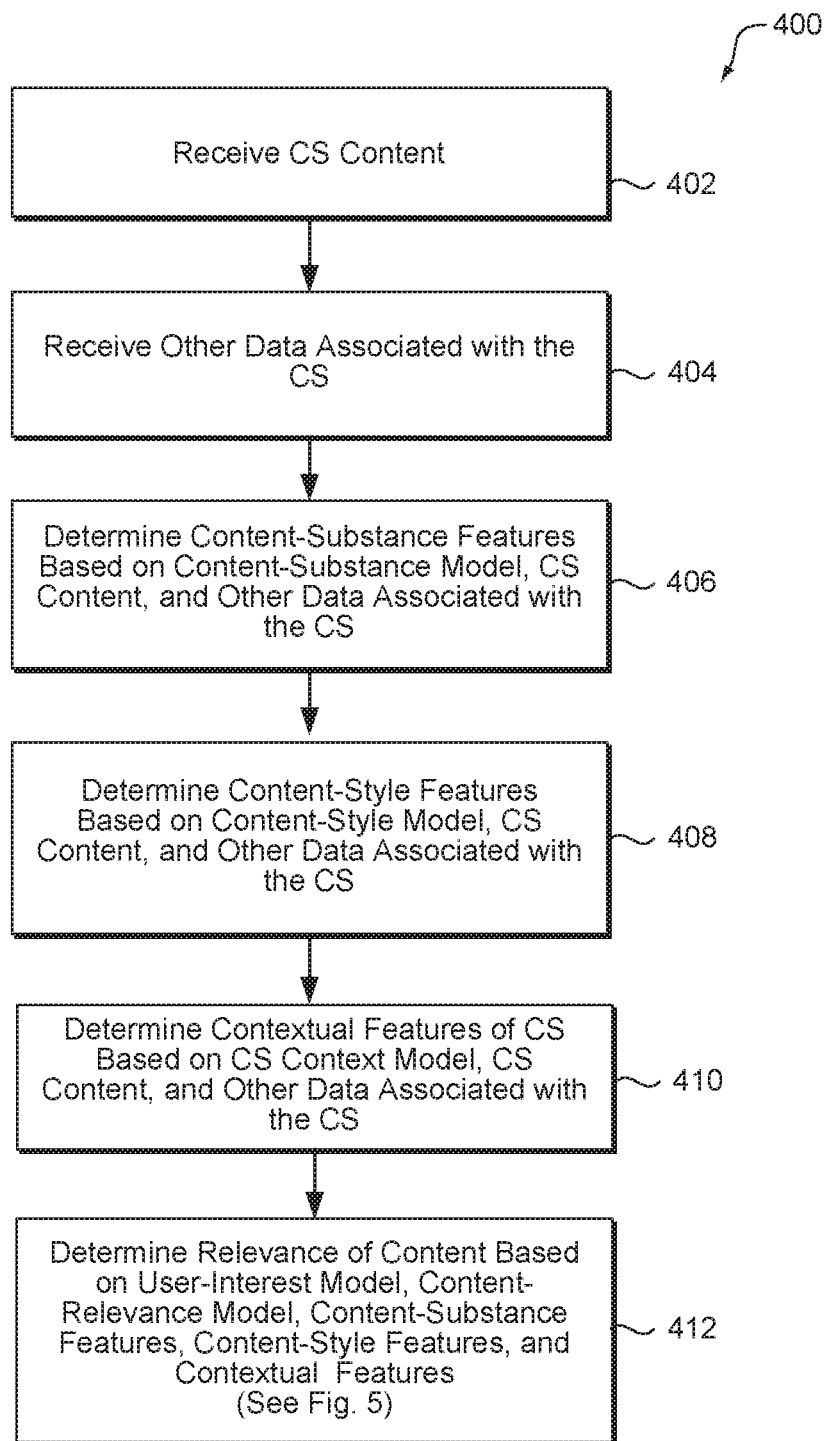 400
Receive CS Content
402
Receive Other Data Associated with the
CS
404
Determine Content-Substance Features
Based on Content-Substance Model, CS
Content, and Other Data Associated with
the CS
406
Determine Content-Style Features
Based on Content-Style Model, CS
Content, and Other Data Associated with
the CS
408
Determine Contextual Features of CS
Based on CS Context Model, CS
Content, and Other Data Associated with
the CS
410
Determine Relevance of Content Based
on User-Interest Model, Content-
Relevance Model, Content-Substance
Features, Content-Style Features, and
Contextual Features
(See Fig. 5)
412